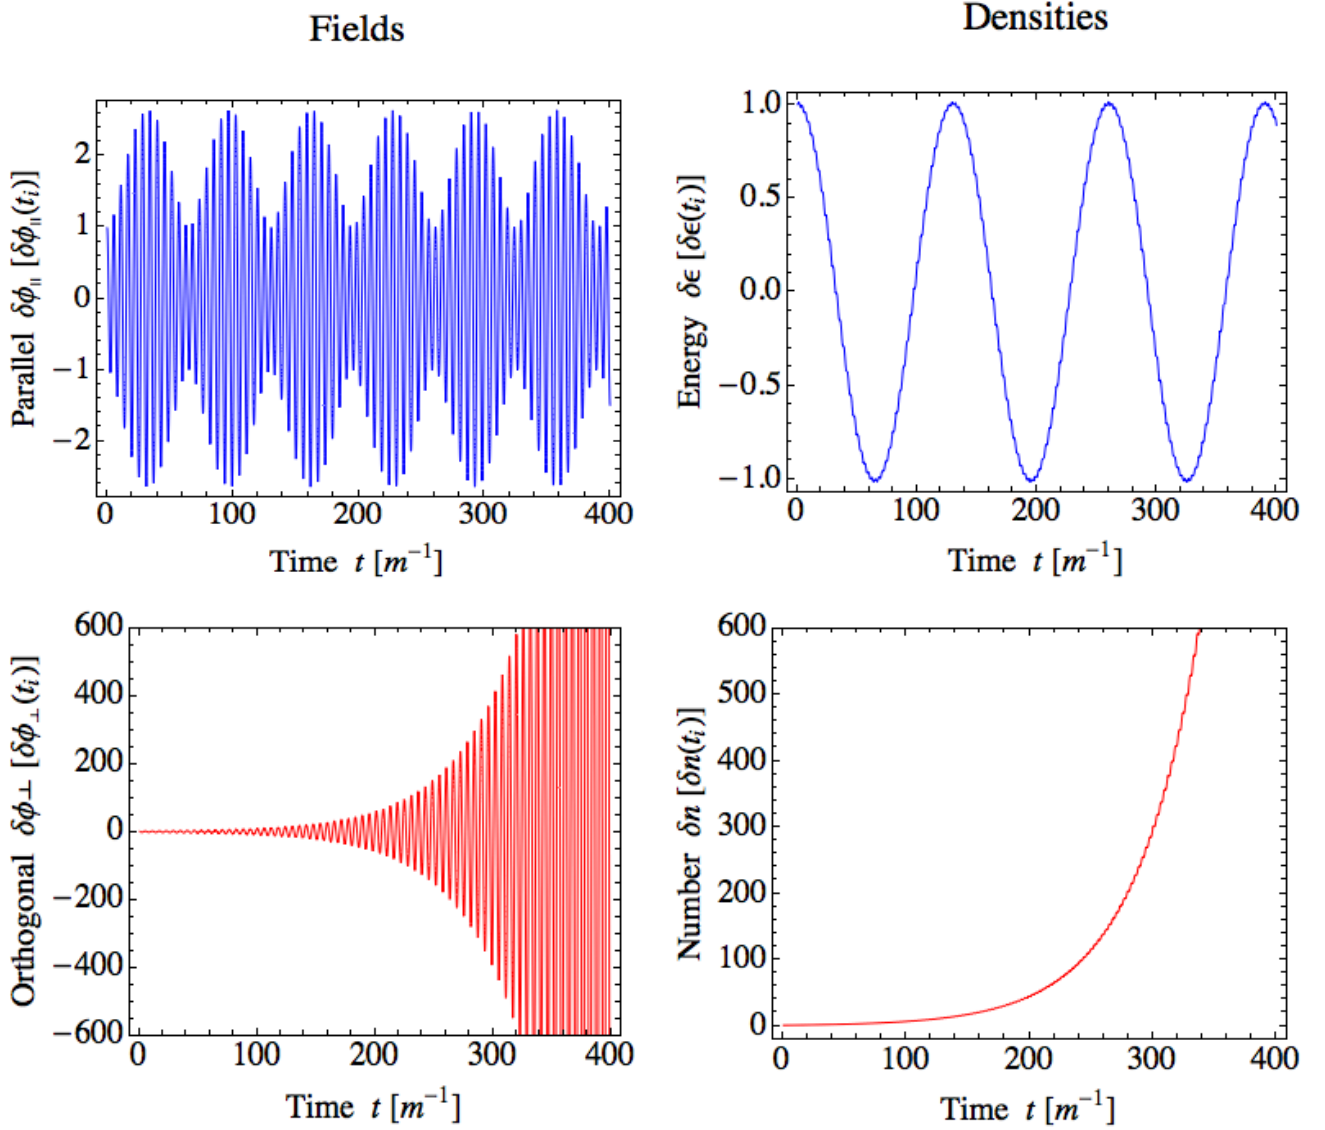 Fields
Densities
Parallel δϕ∥ [δϕ∥(tᵢ)]
2
1
0
−1
−2
0 100 200 300 400
Time t [m⁻¹]
Energy δϵ [δϵ(tᵢ)]
1.0
0.5
0.0
−0.5
−1.0
0 100 200 300 400
Time t [m⁻¹]
Orthogonal δϕ⊥ [δϕ⊥(tᵢ)]
600
400
200
0
−200
−400
−600
0 100 200 300 400
Time t [m⁻¹]
Number δn [δn(tᵢ)]
600
500
400
300
200
100
0
0 100 200 300 400
Time t [m⁻¹]